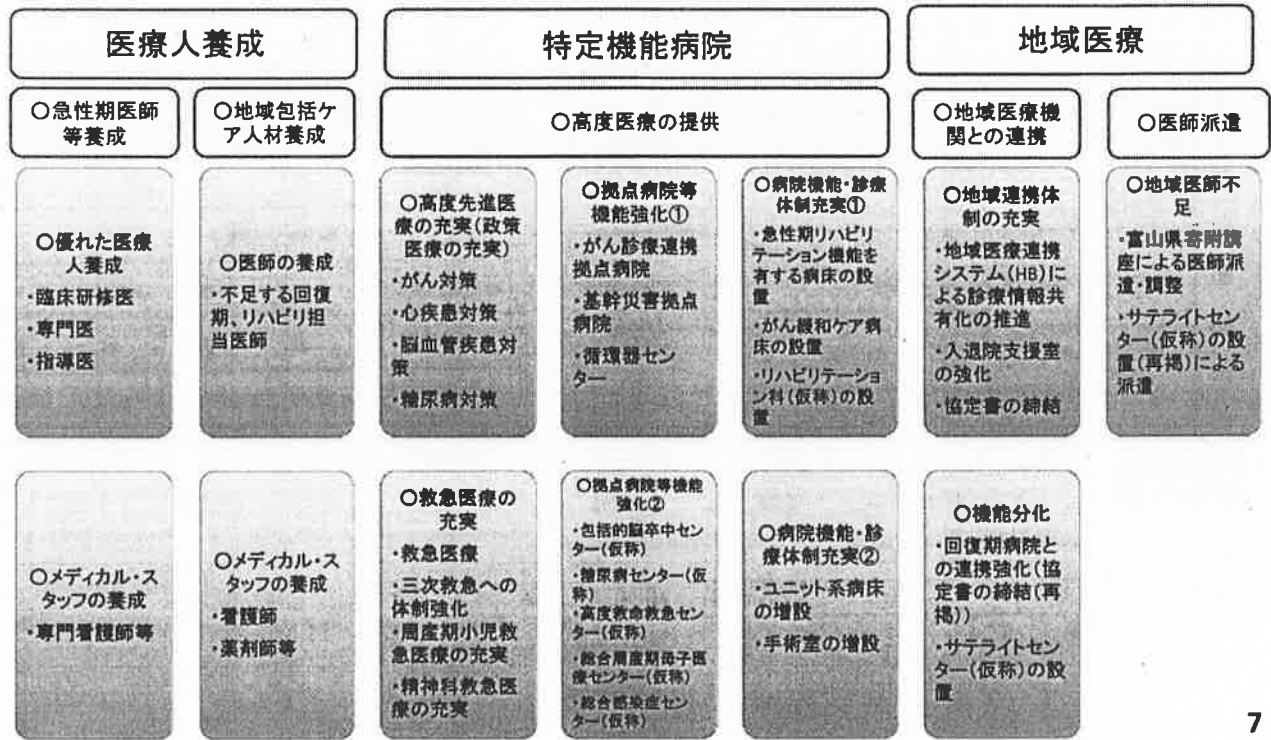 医療人養成
特定機能病院
地域医療
〇急性期医師
等養成
〇地域包括ケ
ア人材養成
〇高度医療の提供
〇地域医療機
関との連携
〇医師派遣
〇優れた医療
人養成
・臨床研修医
・専門医
・指導医
〇医師の養成
・不足する回復
期、リハビリ担
当医師
〇高度先進医
療の充実(政策
医療の充実)
・がん対策
・心疾患対策
・脳血管疾患対
策
・糖尿病対策
〇拠点病院等
機能強化①
・がん診療連携
拠点病院
・基幹災害拠点
病院
・循環器セン
ター
〇病院機能・診療
体制充実①
・急性期リハビリ
テーション機能を
有する病床の設
置
・がん緩和ケア病
床の設置
・リハビリテーショ
ン科(仮称)の設
置
〇地域連携体
制の充実
・地域医療連携
システム(HB)に
よる診療情報共
有化の推進
・入退院支援室
の強化
・協定書の締結
〇地域医師不
足
・富山県寄附講
座による医師派
遣・調整
・サテライトセン
ター(仮称)の設
置(再掲)による
派遣
〇メディカル・ス
タッフの養成
・専門看護師等
〇メディカル・ス
タッフの養成
・看護師
・薬剤師等
〇救急医療の
充実
・救急医療
・三次救急への
体制強化
・周産期小児救
急医療の充実
・精神科救急医
療の充実
〇拠点病院等機能
強化②
・包括的脳卒中セン
ター(仮称)
・糖尿病センター(仮
称)
・高度救命救急セン
ター(仮称)
・総合周産期母子医
療センター(仮称)
・総合感染症セン
ター(仮称)
〇病院機能・診
療体制充実②
・ユニット系病床
の増設
・手術室の増設
〇機能分化
・回復期病院と
の連携強化(協
定書の締結(再
掲))
・サテライトセン
ター(仮称)の設
置
7